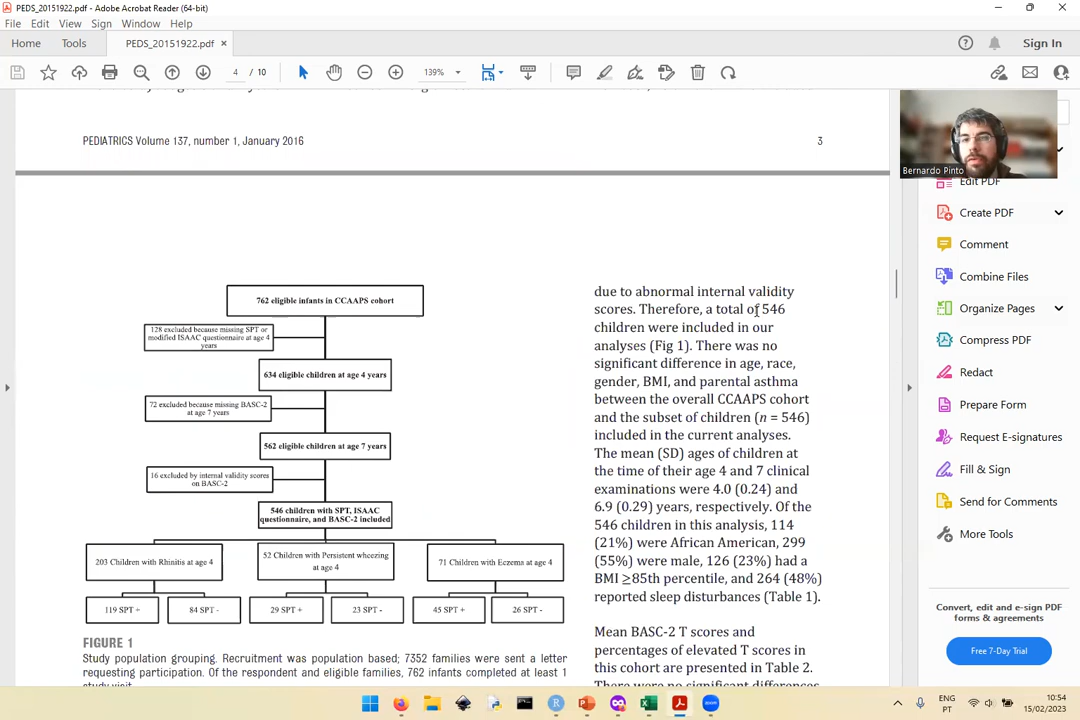 PEDS_20151922.pdf - Adobe Acrobat Reader (64-bit)
File Edit View Sign Window Help
Home Tools PEDS_20151922.pdf × Sign In
4 / 10 139%
Bernardo Pinto
PEDIATRICS Volume 137, number 1, January 2016 3
762 eligible infants in CCAAPS cohort
128 excluded because missing SPT or
modified ISAAC questionnaire at age 4
years
634 eligible children at age 4 years
72 excluded because missing BASC-2
at age 7 years
562 eligible children at age 7 years
16 excluded by internal validity scores
on BASC-2
546 children with SPT, ISAAC
questionnaire, and BASC-2 included
203 Children with Rhinitis at age 4
52 Children with Persistent wheezing
at age 4
71 Children with Eczema at age 4
119 SPT +
84 SPT -
29 SPT +
23 SPT -
45 SPT +
26 SPT -
FIGURE 1
Study population grouping. Recruitment was population based; 7352 families were sent a letter
requesting participation. Of the respondent and eligible families, 762 infants completed at least 1
study visit.
due to abnormal internal validity
scores. Therefore, a total of 546
children were included in our
analyses (Fig 1). There was no
significant difference in age, race,
gender, BMI, and parental asthma
between the overall CCAAPS cohort
and the subset of children (n = 546)
included in the current analyses.
The mean (SD) ages of children at
the time of their age 4 and 7 clinical
examinations were 4.0 (0.24) and
6.9 (0.29) years, respectively. Of the
546 children in this analysis, 114
(21%) were African American, 299
(55%) were male, 126 (23%) had a
BMI ≥85th percentile, and 264 (48%)
reported sleep disturbances (Table 1).
Mean BASC-2 T scores and
percentages of elevated T scores in
this cohort are presented in Table 2.
There were no significant differences
Edit PDF
Create PDF
Comment
Combine Files
Organize Pages
Compress PDF
Redact
Prepare Form
Request E-signatures
Fill & Sign
Send for Comments
More Tools
Convert, edit and e-sign PDF
forms & agreements
Free 7-Day Trial
ENG
PT
10:54
15/02/2023